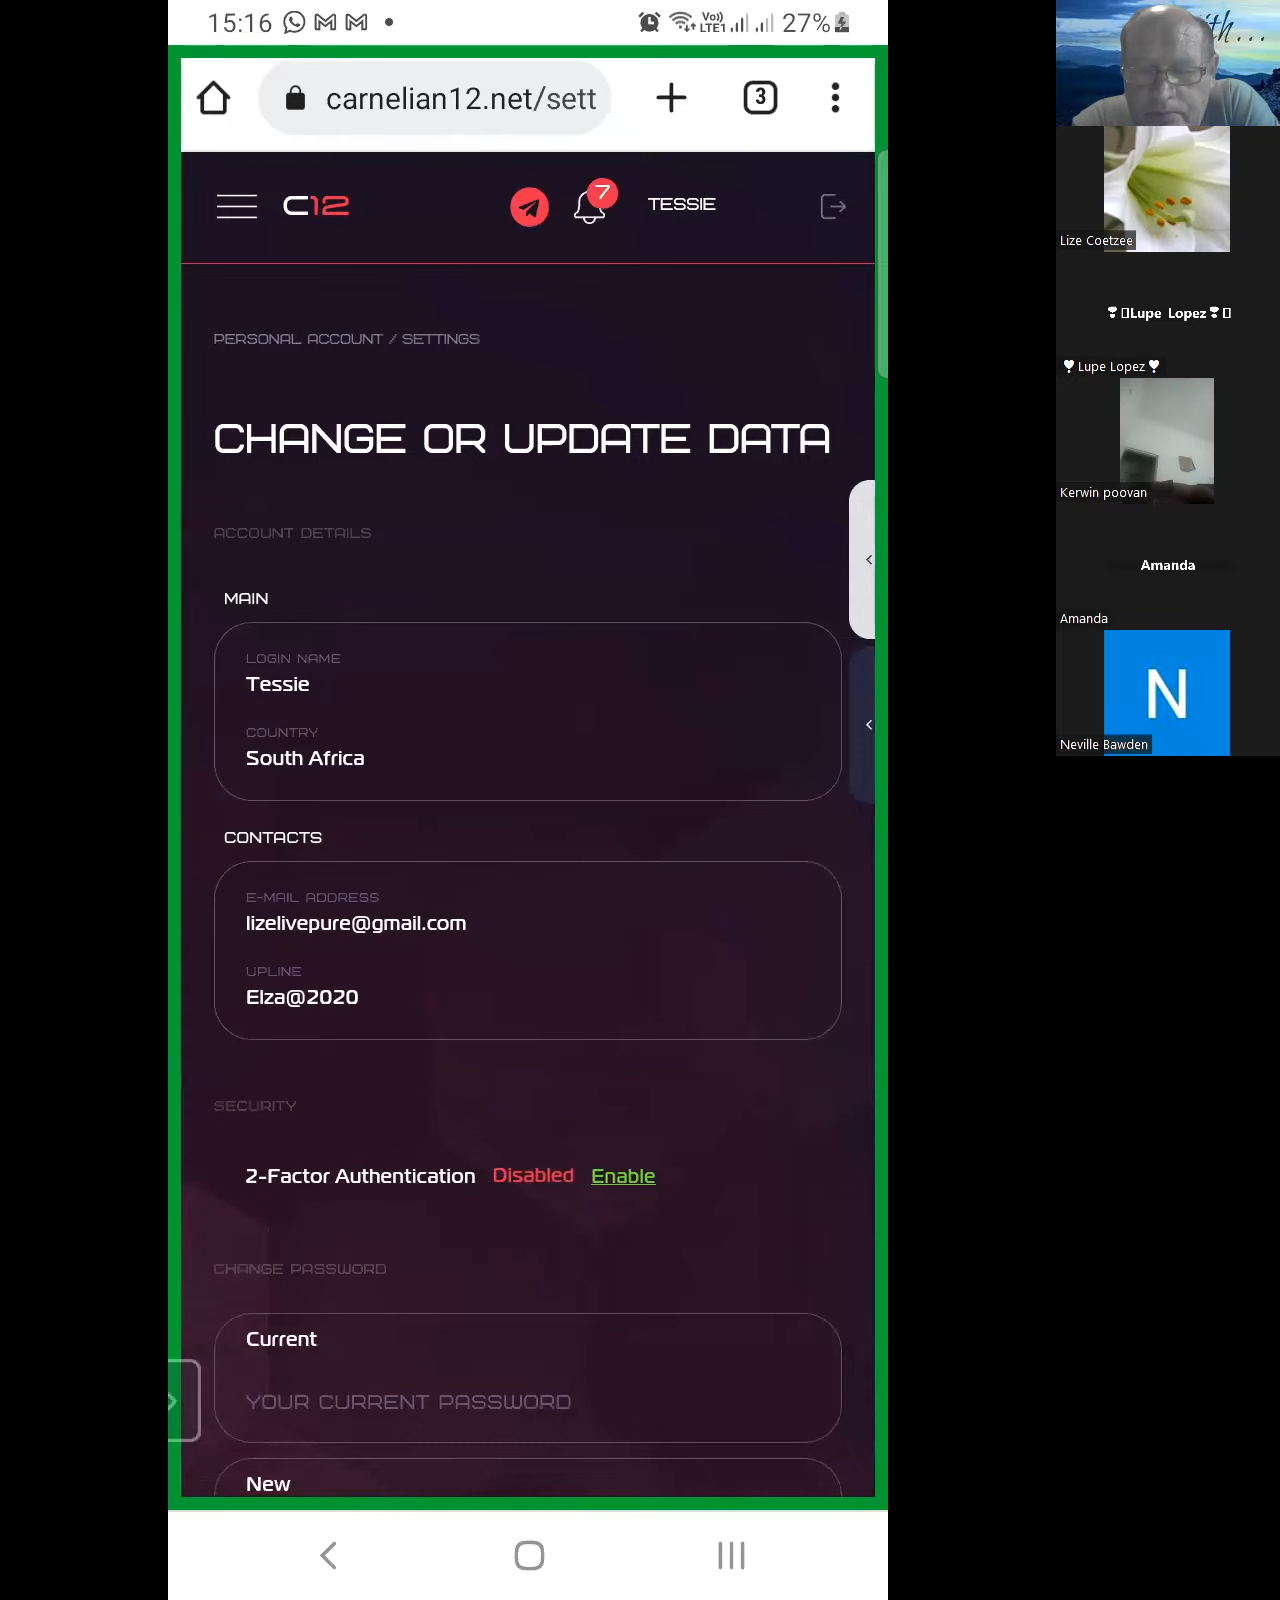 15:16
Vo))
LTE1
27%
carnelian12.net/sett
3
C12
7
TESSIE
PERSONAL ACCOUNT / SETTINGS
CHANGE OR UPDATE DATA
ACCOUNT DETAILS
MAIN
LOGIN NAME
Tessie
COUNTRY
South Africa
CONTACTS
E-MAIL ADDRESS
lizelivepure@gmail.com
UPLINE
Elza@2020
SECURITY
2-Factor Authentication Disabled Enable
CHANGE PASSWORD
Current
YOUR CURRENT PASSWORD
New
Lize Coetzee
Lupe Lopez
Lupe Lopez
Kerwin poovan
Amanda
Amanda
N
Neville Bawden